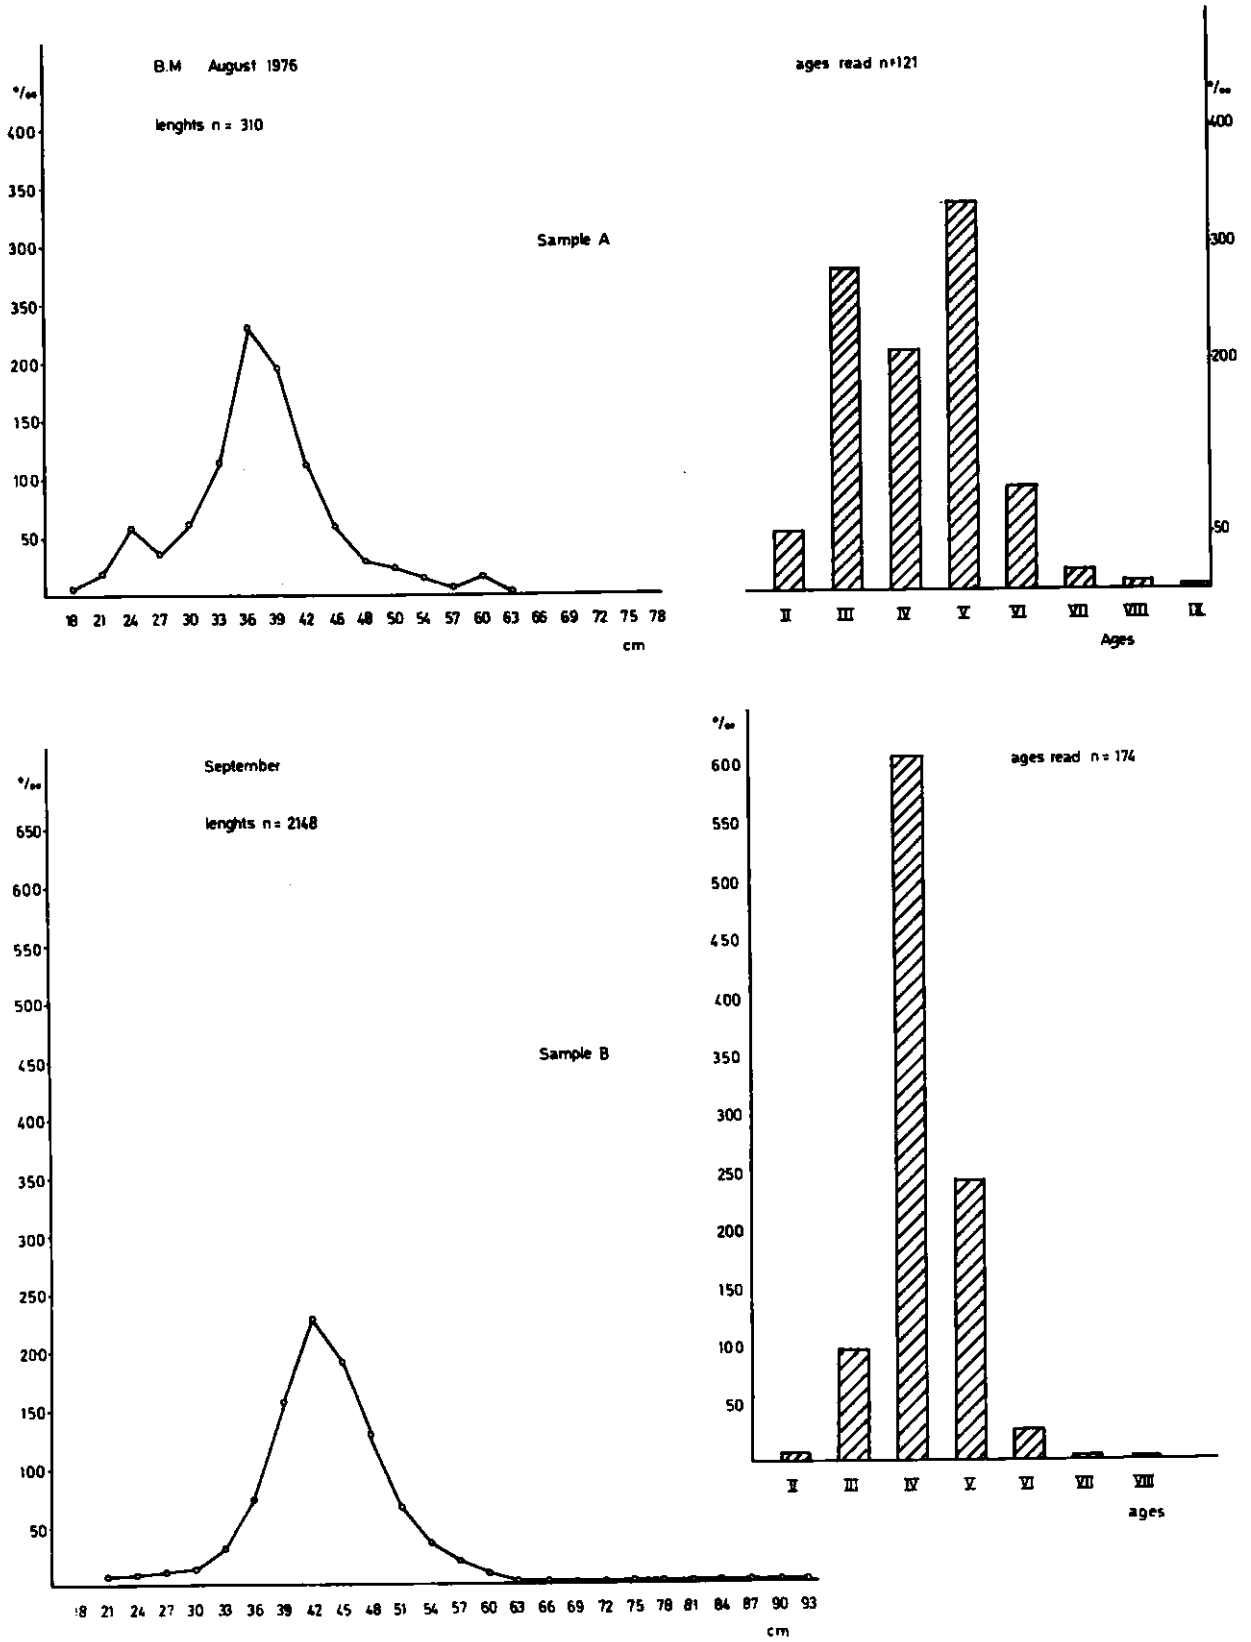 B.M August 1976
°/oo
lenghts n = 310
400
350
300
350
200
150
100
50
Sample A
18 21 24 27 30 33 36 39 42 45 48 50 54 57 60 63 66 69 72 75 78
cm
ages read n=121
°/oo
400
300
200
50
II III IV V VI VII VIII IX
Ages
September
°/oo
lenghts n = 2148
650
600
550
500
450
400
350
300
250
200
150
100
50
Sample B
18 21 24 27 30 33 36 39 42 45 48 51 54 57 60 63 66 69 72 75 78 81 84 87 90 93
cm
°/oo
ages read n = 174
600
550
500
450
400
350
300
250
200
150
100
50
II III IV V VI VII VIII
ages